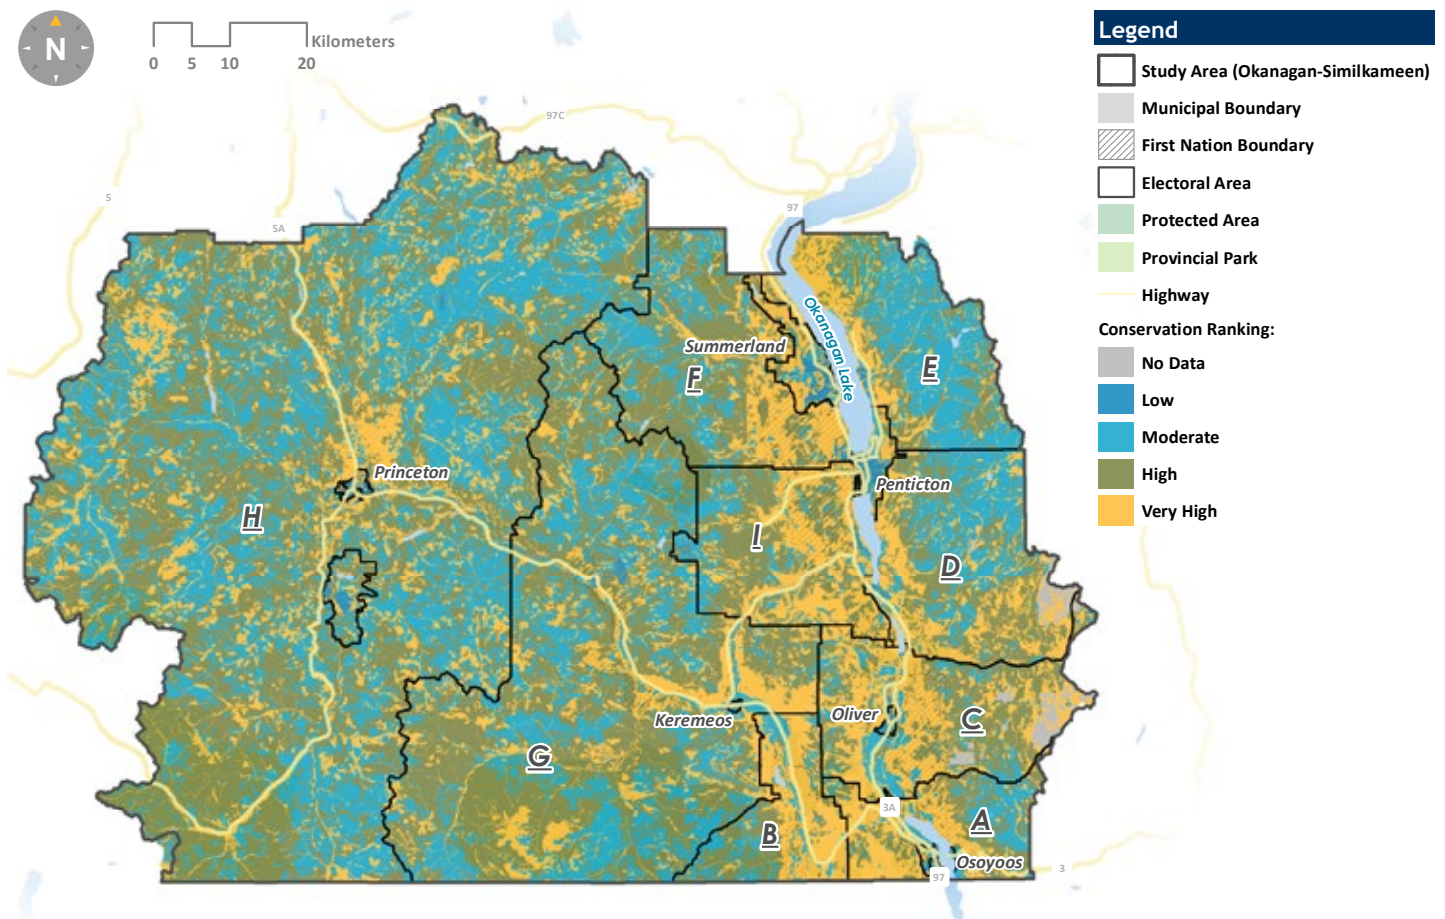 N
Kilometers
0 5 10 20
Legend
Study Area (Okanagan-Similkameen)
Municipal Boundary
First Nation Boundary
Electoral Area
Protected Area
Provincial Park
Highway
Conservation Ranking:
No Data
Low
Moderate
High
Very High
97C
5
97
5A
Okanagan Lake
Summerland
E
F
Princeton
Penticton
H
I
D
Keremeos
Oliver
C
G
3A
A
B
Osoyoos
97
3